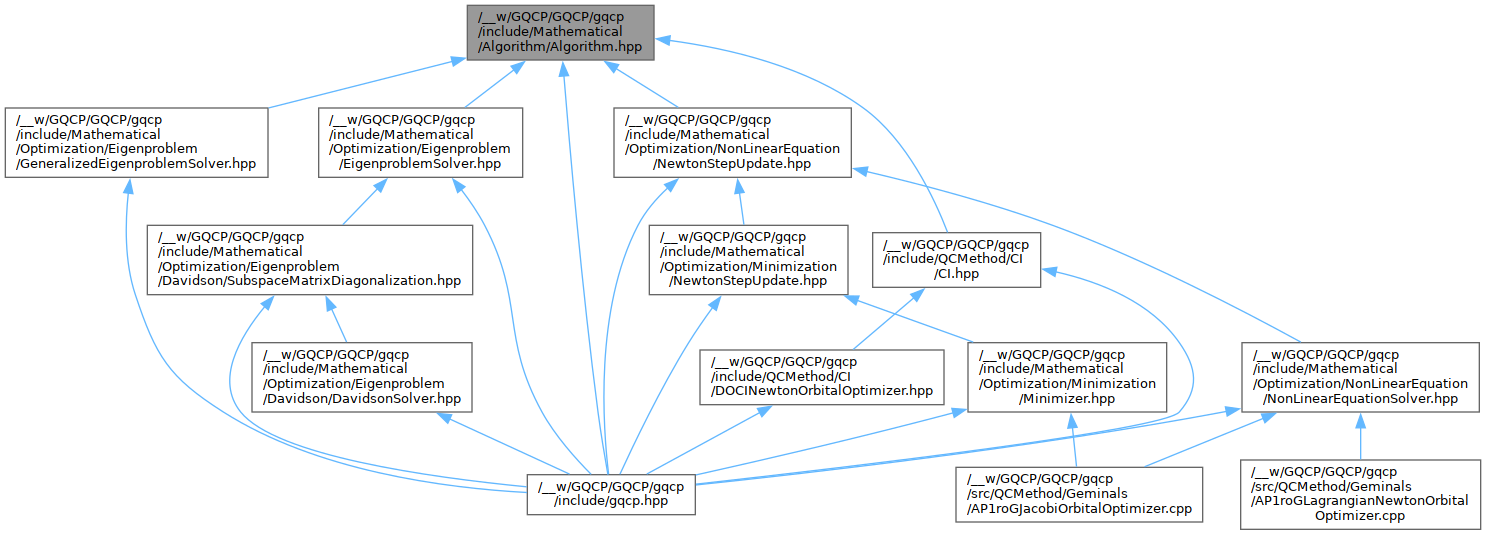 /__w/GQCP/GQCP/gqcp
/include/Mathematical
/Algorithm/Algorithm.hpp
/__w/GQCP/GQCP/gqcp
/include/Mathematical
/Optimization/Eigenproblem
/GeneralizedEigenproblemSolver.hpp
/__w/GQCP/GQCP/gqcp
/include/Mathematical
/Optimization/Eigenproblem
/EigenproblemSolver.hpp
/__w/GQCP/GQCP/gqcp
/include/Mathematical
/Optimization/NonLinearEquation
/NewtonStepUpdate.hpp
/__w/GQCP/GQCP/gqcp
/include/Mathematical
/Optimization/Eigenproblem
/Davidson/SubspaceMatrixDiagonalization.hpp
/__w/GQCP/GQCP/gqcp
/include/Mathematical
/Optimization/Minimization
/NewtonStepUpdate.hpp
/__w/GQCP/GQCP/gqcp
/include/QCMethod/CI
/CI.hpp
/__w/GQCP/GQCP/gqcp
/include/Mathematical
/Optimization/Eigenproblem
/Davidson/DavidsonSolver.hpp
/__w/GQCP/GQCP/gqcp
/include/QCMethod/CI
/DOCINewtonOrbitalOptimizer.hpp
/__w/GQCP/GQCP/gqcp
/include/Mathematical
/Optimization/Minimization
/Minimizer.hpp
/__w/GQCP/GQCP/gqcp
/include/Mathematical
/Optimization/NonLinearEquation
/NonLinearEquationSolver.hpp
/__w/GQCP/GQCP/gqcp
/include/gqcp.hpp
/__w/GQCP/GQCP/gqcp
/src/QCMethod/Geminals
/AP1roGJacobiOrbitalOptimizer.cpp
/__w/GQCP/GQCP/gqcp
/src/QCMethod/Geminals
/AP1roGLagrangianNewtonOrbital
Optimizer.cpp